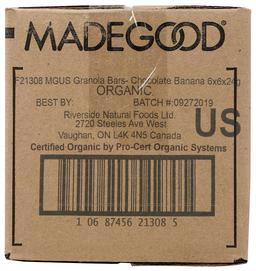 MADEGOOD®
F21308 MGUS Granola Bars- Chocolate Banana 6x6x24g
ORGANIC
BEST BY: BATCH #:09272019
Riverside Natural Foods Ltd.
2720 Steeles Ave West
US
Vaughan, ON L4K 4N5 Canada
Certified Organic by Pro-Cert Organic Systems
1 06 87456 21308 5